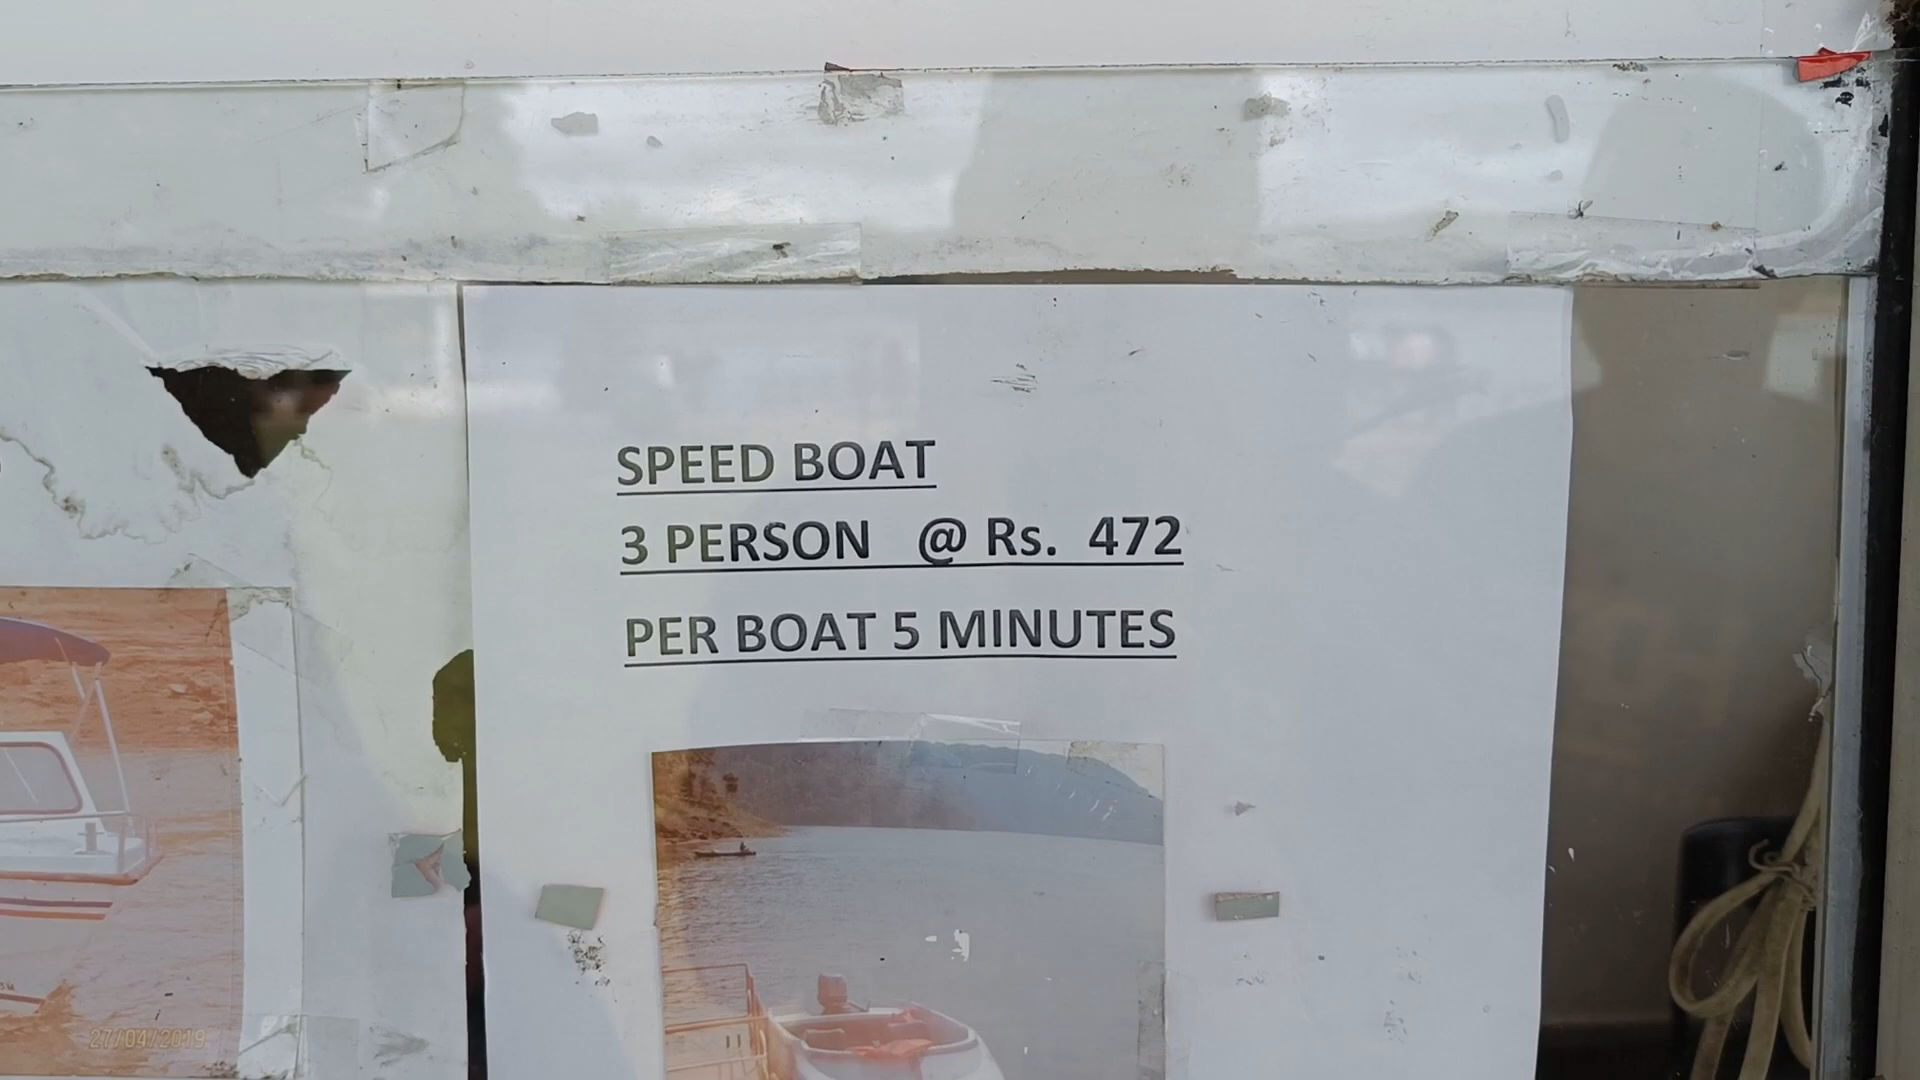 SPEED BOAT
3 PERSON @ Rs. 472
PER BOAT 5 MINUTES
27/04/2019